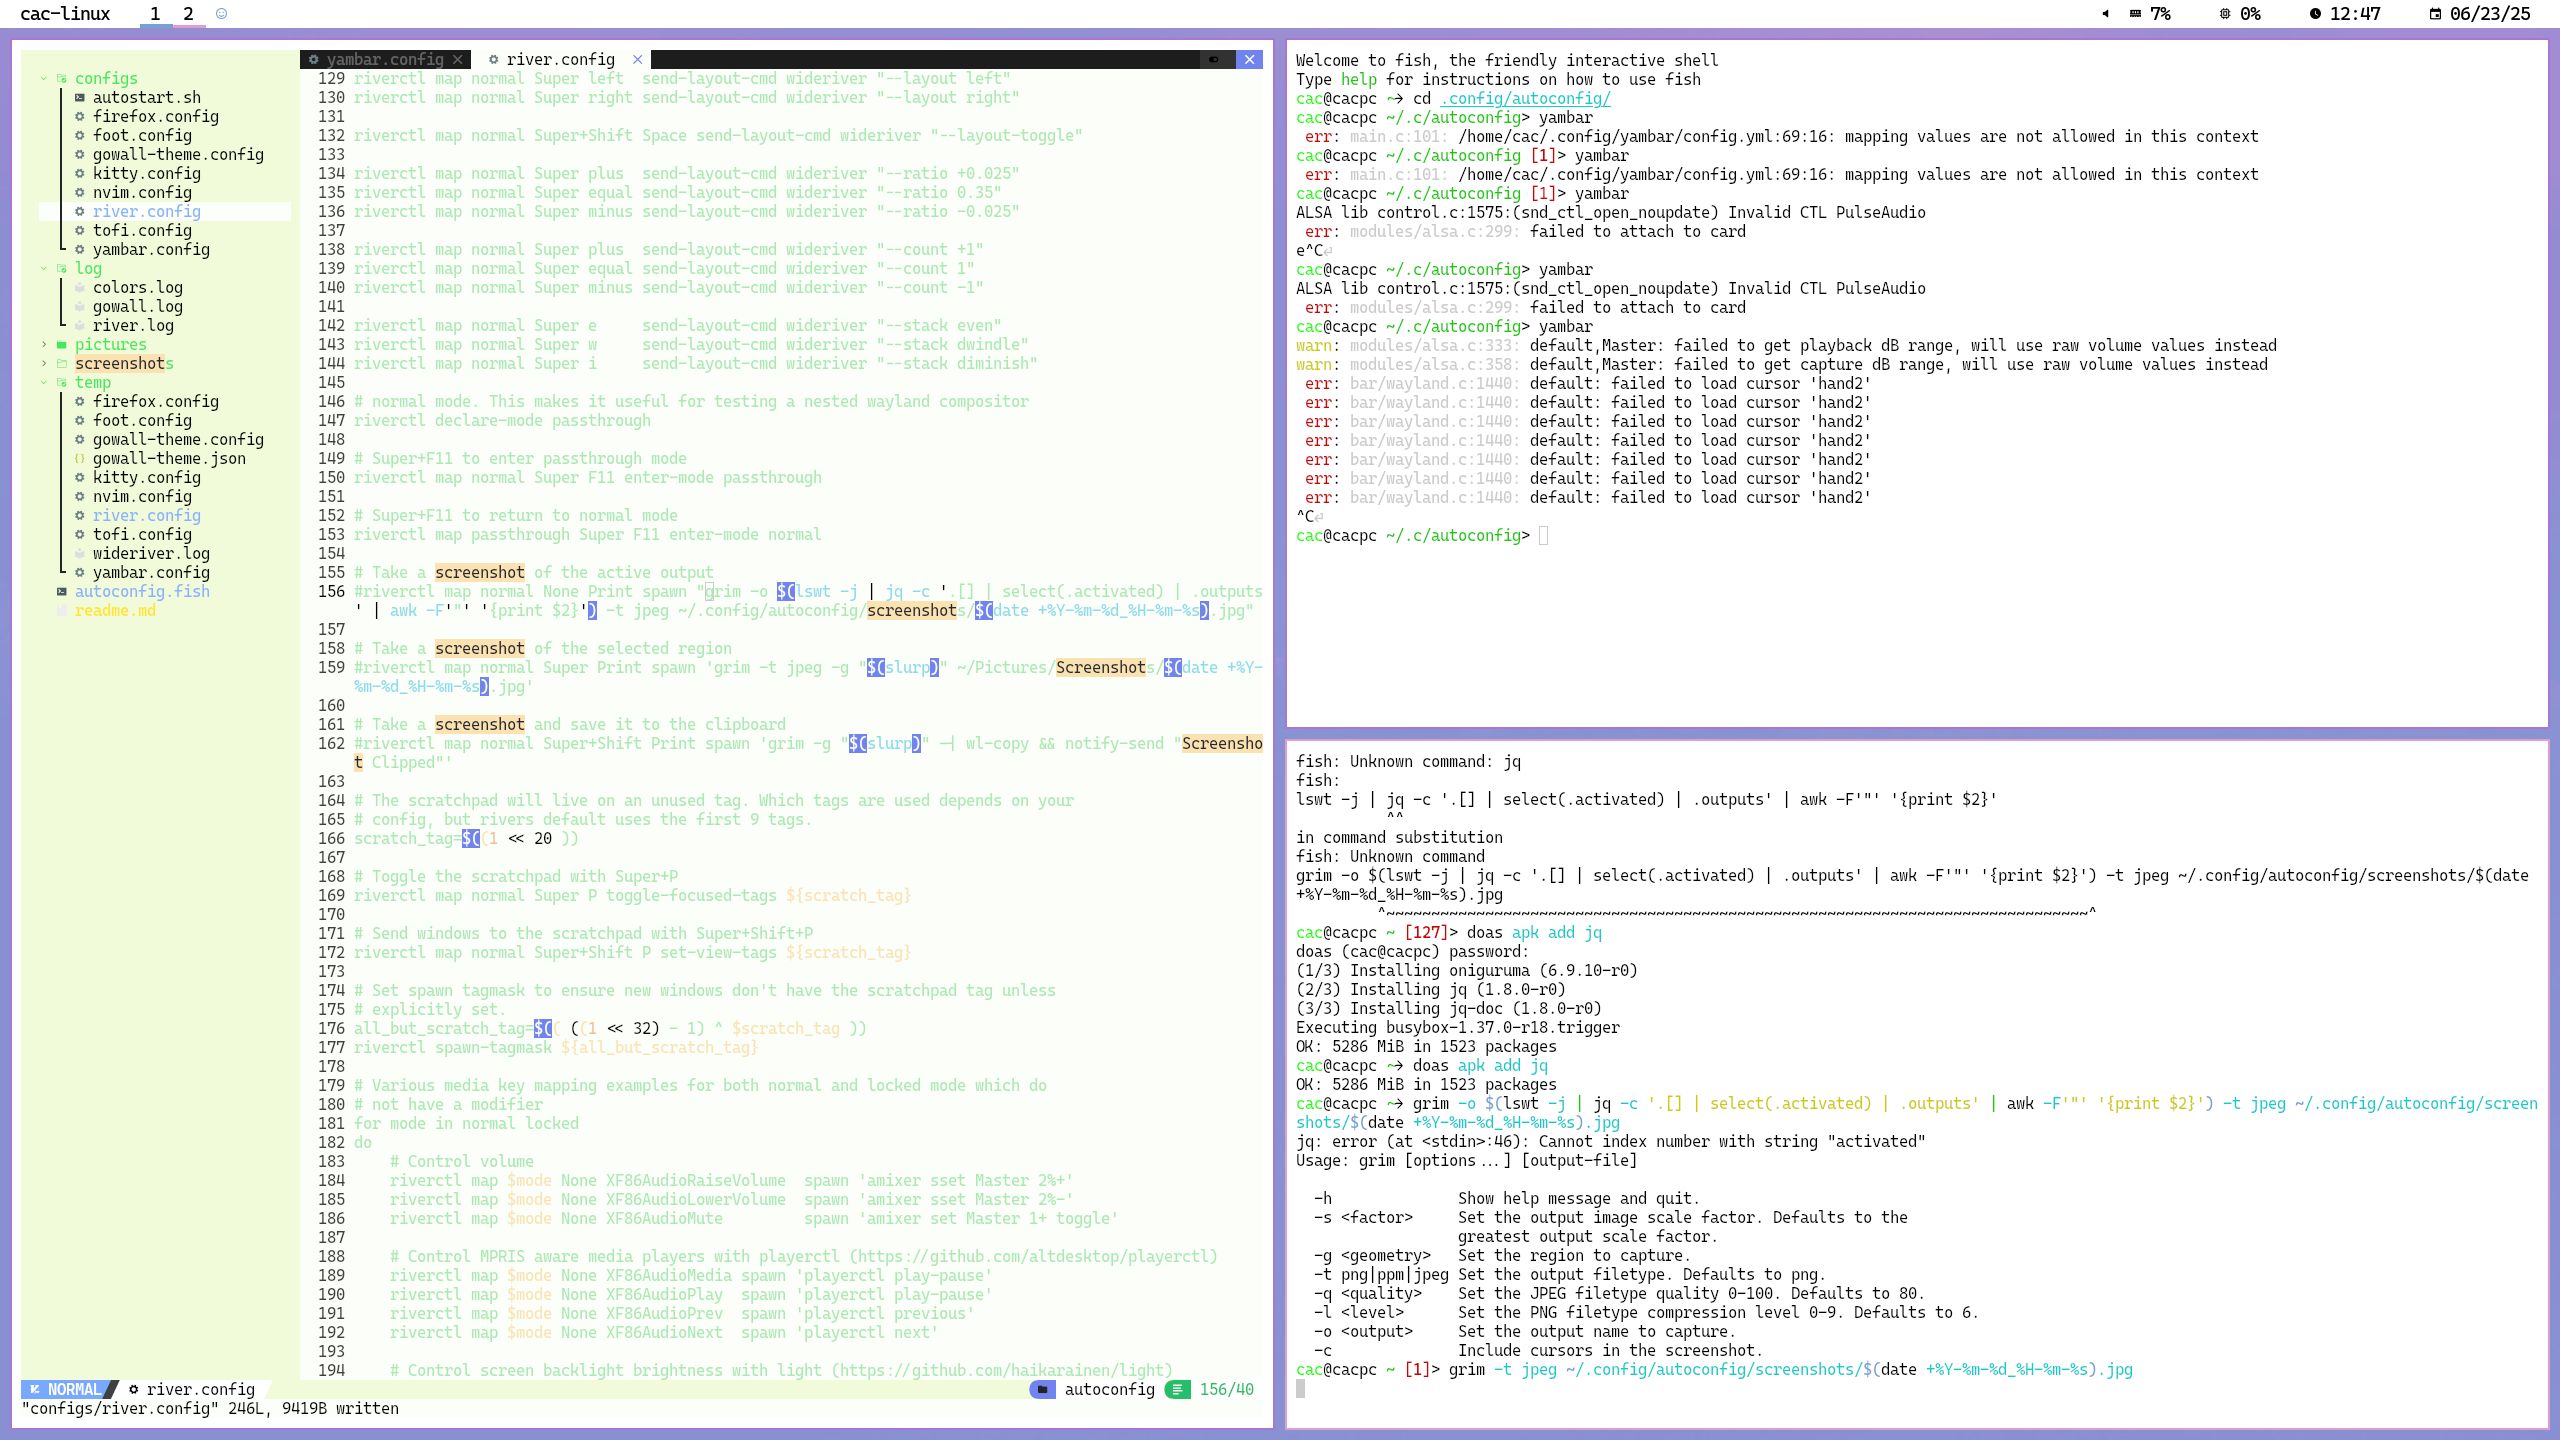 cac-linux 1 2 7% 0% 12:47 06/23/25
configs
autostart.sh
firefox.config
foot.config
gowall-theme.config
kitty.config
nvim.config
river.config
tofi.config
yambar.config
log
colors.log
gowall.log
river.log
pictures
screenshots
temp
firefox.config
foot.config
gowall-theme.config
gowall-theme.json
kitty.config
nvim.config
river.config
tofi.config
wideriver.log
yambar.config
autoconfig.fish
readme.md
yambar.config river.config
129 riverctl map normal Super left  send-layout-cmd wideriver "--layout left"
130 riverctl map normal Super right send-layout-cmd wideriver "--layout right"
131
132 riverctl map normal Super+Shift Space send-layout-cmd wideriver "--layout-toggle"
133
134 riverctl map normal Super plus  send-layout-cmd wideriver "--ratio +0.025"
135 riverctl map normal Super equal send-layout-cmd wideriver "--ratio 0.35"
136 riverctl map normal Super minus send-layout-cmd wideriver "--ratio -0.025"
137
138 riverctl map normal Super plus  send-layout-cmd wideriver "--count +1"
139 riverctl map normal Super equal send-layout-cmd wideriver "--count 1"
140 riverctl map normal Super minus send-layout-cmd wideriver "--count -1"
141
142 riverctl map normal Super e     send-layout-cmd wideriver "--stack even"
143 riverctl map normal Super w     send-layout-cmd wideriver "--stack dwindle"
144 riverctl map normal Super i     send-layout-cmd wideriver "--stack diminish"
145
146 # normal mode. This makes it useful for testing a nested wayland compositor
147 riverctl declare-mode passthrough
148
149 # Super+F11 to enter passthrough mode
150 riverctl map normal Super F11 enter-mode passthrough
151
152 # Super+F11 to return to normal mode
153 riverctl map passthrough Super F11 enter-mode normal
154
155 # Take a screenshot of the active output
156 #riverctl map normal None Print spawn "grim -o $(lswt -j | jq -c '.[] | select(.activated) | .outputs
' | awk -F'"' '{print $2}') -t jpeg ~/.config/autoconfig/screenshots/$(date +%Y-%m-%d_%H-%m-%s).jpg"
157
158 # Take a screenshot of the selected region
159 #riverctl map normal Super Print spawn 'grim -t jpeg -g "$(slurp)" ~/Pictures/Screenshots/$(date +%Y-
%m-%d_%H-%m-%s).jpg'
160
161 # Take a screenshot and save it to the clipboard
162 #riverctl map normal Super+Shift Print spawn 'grim -g "$(slurp)" -| wl-copy && notify-send "Screensho
t Clipped"'
163
164 # The scratchpad will live on an unused tag. Which tags are used depends on your
165 # config, but rivers default uses the first 9 tags.
166 scratch_tag=$((1 << 20 ))
167
168 # Toggle the scratchpad with Super+P
169 riverctl map normal Super P toggle-focused-tags ${scratch_tag}
170
171 # Send windows to the scratchpad with Super+Shift+P
172 riverctl map normal Super+Shift P set-view-tags ${scratch_tag}
173
174 # Set spawn tagmask to ensure new windows don't have the scratchpad tag unless
175 # explicitly set.
176 all_but_scratch_tag=$(( ((1 << 32) - 1) ^ $scratch_tag ))
177 riverctl spawn-tagmask ${all_but_scratch_tag}
178
179 # Various media key mapping examples for both normal and locked mode which do
180 # not have a modifier
181 for mode in normal locked
182 do
183     # Control volume
184     riverctl map $mode None XF86AudioRaiseVolume  spawn 'amixer sset Master 2%+'
185     riverctl map $mode None XF86AudioLowerVolume  spawn 'amixer sset Master 2%-'
186     riverctl map $mode None XF86AudioMute         spawn 'amixer set Master 1+ toggle'
187
188     # Control MPRIS aware media players with playerctl (https://github.com/altdesktop/playerctl)
189     riverctl map $mode None XF86AudioMedia spawn 'playerctl play-pause'
190     riverctl map $mode None XF86AudioPlay  spawn 'playerctl play-pause'
191     riverctl map $mode None XF86AudioPrev  spawn 'playerctl previous'
192     riverctl map $mode None XF86AudioNext  spawn 'playerctl next'
193
194     # Control screen backlight brightness with light (https://github.com/haikarainen/light)
NORMAL river.config autoconfig 156/40
"configs/river.config" 246L, 9419B written
Welcome to fish, the friendly interactive shell
Type help for instructions on how to use fish
cac@cacpc ~> cd .config/autoconfig/
cac@cacpc ~/.c/autoconfig> yambar
 err: main.c:101: /home/cac/.config/yambar/config.yml:69:16: mapping values are not allowed in this context
cac@cacpc ~/.c/autoconfig [1]> yambar
 err: main.c:101: /home/cac/.config/yambar/config.yml:69:16: mapping values are not allowed in this context
cac@cacpc ~/.c/autoconfig [1]> yambar
ALSA lib control.c:1575:(snd_ctl_open_noupdate) Invalid CTL PulseAudio
 err: modules/alsa.c:299: failed to attach to card
e^C⏎
cac@cacpc ~/.c/autoconfig> yambar
ALSA lib control.c:1575:(snd_ctl_open_noupdate) Invalid CTL PulseAudio
 err: modules/alsa.c:299: failed to attach to card
cac@cacpc ~/.c/autoconfig> yambar
warn: modules/alsa.c:333: default,Master: failed to get playback dB range, will use raw volume values instead
warn: modules/alsa.c:358: default,Master: failed to get capture dB range, will use raw volume values instead
 err: bar/wayland.c:1440: default: failed to load cursor 'hand2'
 err: bar/wayland.c:1440: default: failed to load cursor 'hand2'
 err: bar/wayland.c:1440: default: failed to load cursor 'hand2'
 err: bar/wayland.c:1440: default: failed to load cursor 'hand2'
 err: bar/wayland.c:1440: default: failed to load cursor 'hand2'
 err: bar/wayland.c:1440: default: failed to load cursor 'hand2'
 err: bar/wayland.c:1440: default: failed to load cursor 'hand2'
^C⏎
cac@cacpc ~/.c/autoconfig>
fish: Unknown command: jq
fish:
lswt -j | jq -c '.[] | select(.activated) | .outputs' | awk -F'"' '{print $2}'
          ^^
in command substitution
fish: Unknown command
grim -o $(lswt -j | jq -c '.[] | select(.activated) | .outputs' | awk -F'"' '{print $2}') -t jpeg ~/.config/autoconfig/screenshots/$(date
+%Y-%m-%d_%H-%m-%s).jpg
         ^~~~~~~~~~~~~~~~~~~~~~~~~~~~~~~~~~~~~~~~~~~~~~~~~~~~~~~~~~~~~~~~~~~~~~~~~~~~~~~^
cac@cacpc ~ [127]> doas apk add jq
doas (cac@cacpc) password:
(1/3) Installing oniguruma (6.9.10-r0)
(2/3) Installing jq (1.8.0-r0)
(3/3) Installing jq-doc (1.8.0-r0)
Executing busybox-1.37.0-r18.trigger
OK: 5286 MiB in 1523 packages
cac@cacpc ~> doas apk add jq
OK: 5286 MiB in 1523 packages
cac@cacpc ~> grim -o $(lswt -j | jq -c '.[] | select(.activated) | .outputs' | awk -F'"' '{print $2}') -t jpeg ~/.config/autoconfig/screen
shots/$(date +%Y-%m-%d_%H-%m-%s).jpg
jq: error (at <stdin>:46): Cannot index number with string "activated"
Usage: grim [options...] [output-file]
  -h              Show help message and quit.
  -s <factor>     Set the output image scale factor. Defaults to the
                  greatest output scale factor.
  -g <geometry>   Set the region to capture.
  -t png|ppm|jpeg Set the output filetype. Defaults to png.
  -q <quality>    Set the JPEG filetype quality 0-100. Defaults to 80.
  -l <level>      Set the PNG filetype compression level 0-9. Defaults to 6.
  -o <output>     Set the output name to capture.
  -c              Include cursors in the screenshot.
cac@cacpc ~ [1]> grim -t jpeg ~/.config/autoconfig/screenshots/$(date +%Y-%m-%d_%H-%m-%s).jpg